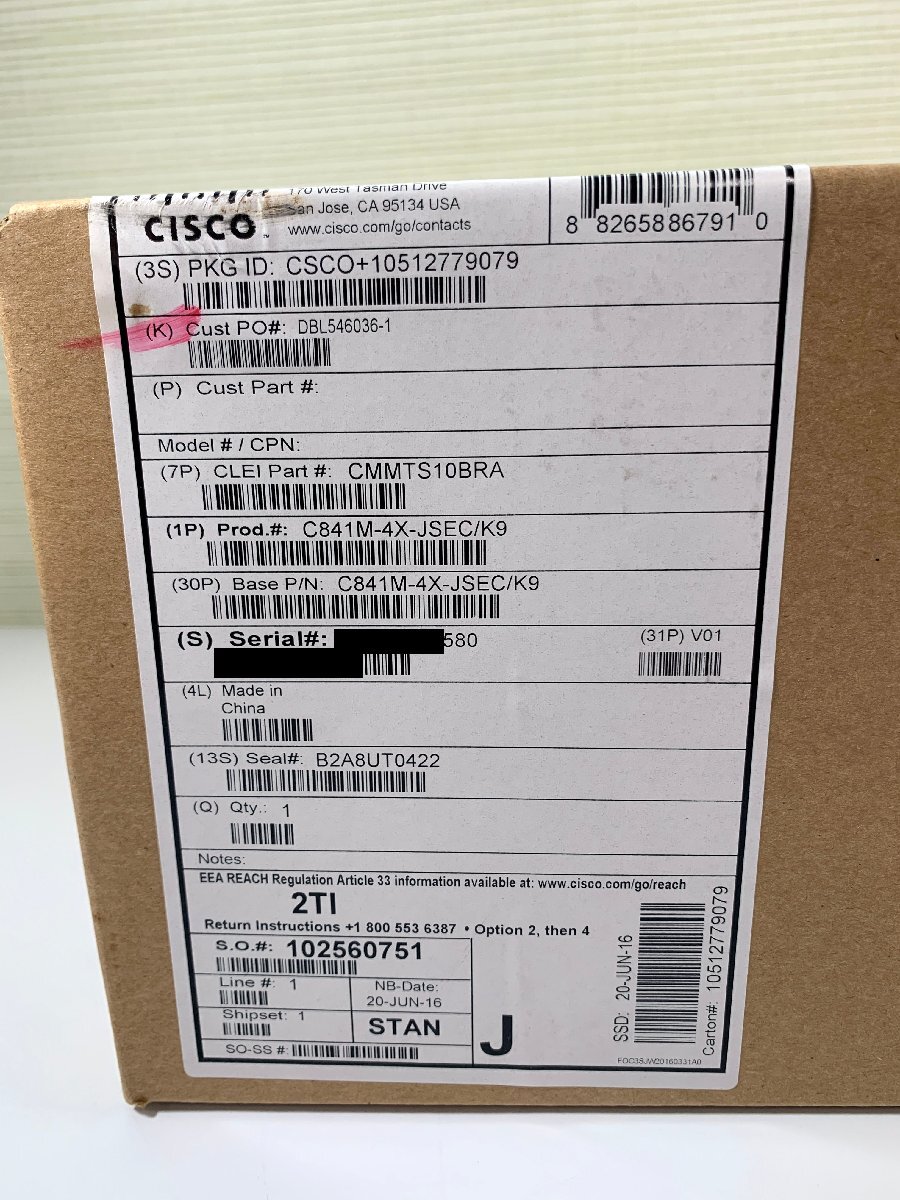 170 West Tasman Drive
San Jose, CA 95134 USA
www.cisco.com/go/contacts
CISCO™
8 8265886791 0
(3S) PKG ID: CSCO+10512779079
(K) Cust PO#: DBL546036-1
(P) Cust Part #:
Model # / CPN:
(7P) CLEI Part #: CMMTS10BRA
(1P) Prod.#: C841M-4X-JSEC/K9
(30P) Base P/N: C841M-4X-JSEC/K9
(S) Serial#: 580
(31P) V01
(4L) Made in
China
(13S) Seal#: B2A8UT0422
(Q) Qty.: 1
Notes:
EEA REACH Regulation Article 33 information available at: www.cisco.com/go/reach
2TI
Return Instructions +1 800 553 6387 • Option 2, then 4
S.O.#: 102560751
Line #: 1
NB-Date:
20-JUN-16
Shipset: 1
STAN
SO-SS #:
J
SSD: 20-JUN-16
Carton#: 10512779079
FOC38JW20160331A0